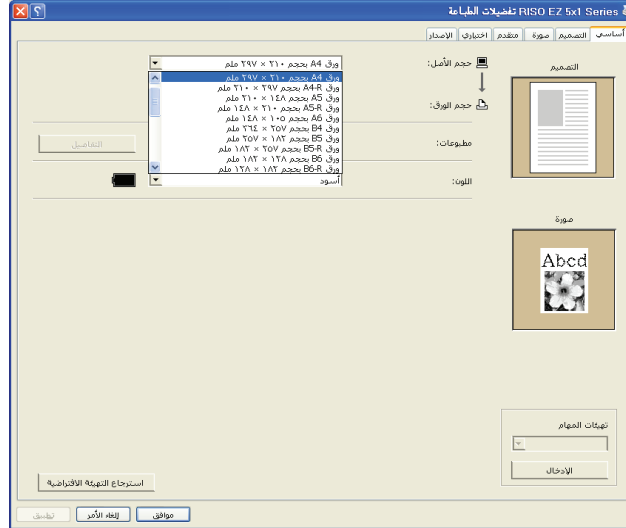 RISO EZ 5x1 Series تفضيلات الطباعة
أساسي التصميم صورة متقدم اختياري الإصدار
التصميم
حجم الأصل:
ورق A4 بحجم ٢١٠ × ٢٩٧ ملم
ورق A4 بحجم ٢١٠ × ٢٩٧ ملم
ورق A4-R بحجم ٢٩٧ × ٢١٠ ملم
ورق A5 بحجم ١٤٨ × ٢١٠ ملم
حجم الورق:
ورق A5-R بحجم ٢١٠ × ١٤٨ ملم
ورق A6 بحجم ١٠٥ × ١٤٨ ملم
ورق B4 بحجم ٢٥٧ × ٣٦٤ ملم
مطبوعات:
ورق B5 بحجم ١٨٢ × ٢٥٧ ملم
التفاصيل
ورق B5-R بحجم ٢٥٧ × ١٨٢ ملم
ورق B6 بحجم ١٢٨ × ١٨٢ ملم
ورق B6-R بحجم ١٨٢ × ١٢٨ ملم
اللون:
أسود
صورة
Abcd
تهيئات المهام
الإدخال
استرجاع التهيئة الافتراضية
موافق
إلغاء الأمر
تطبيق